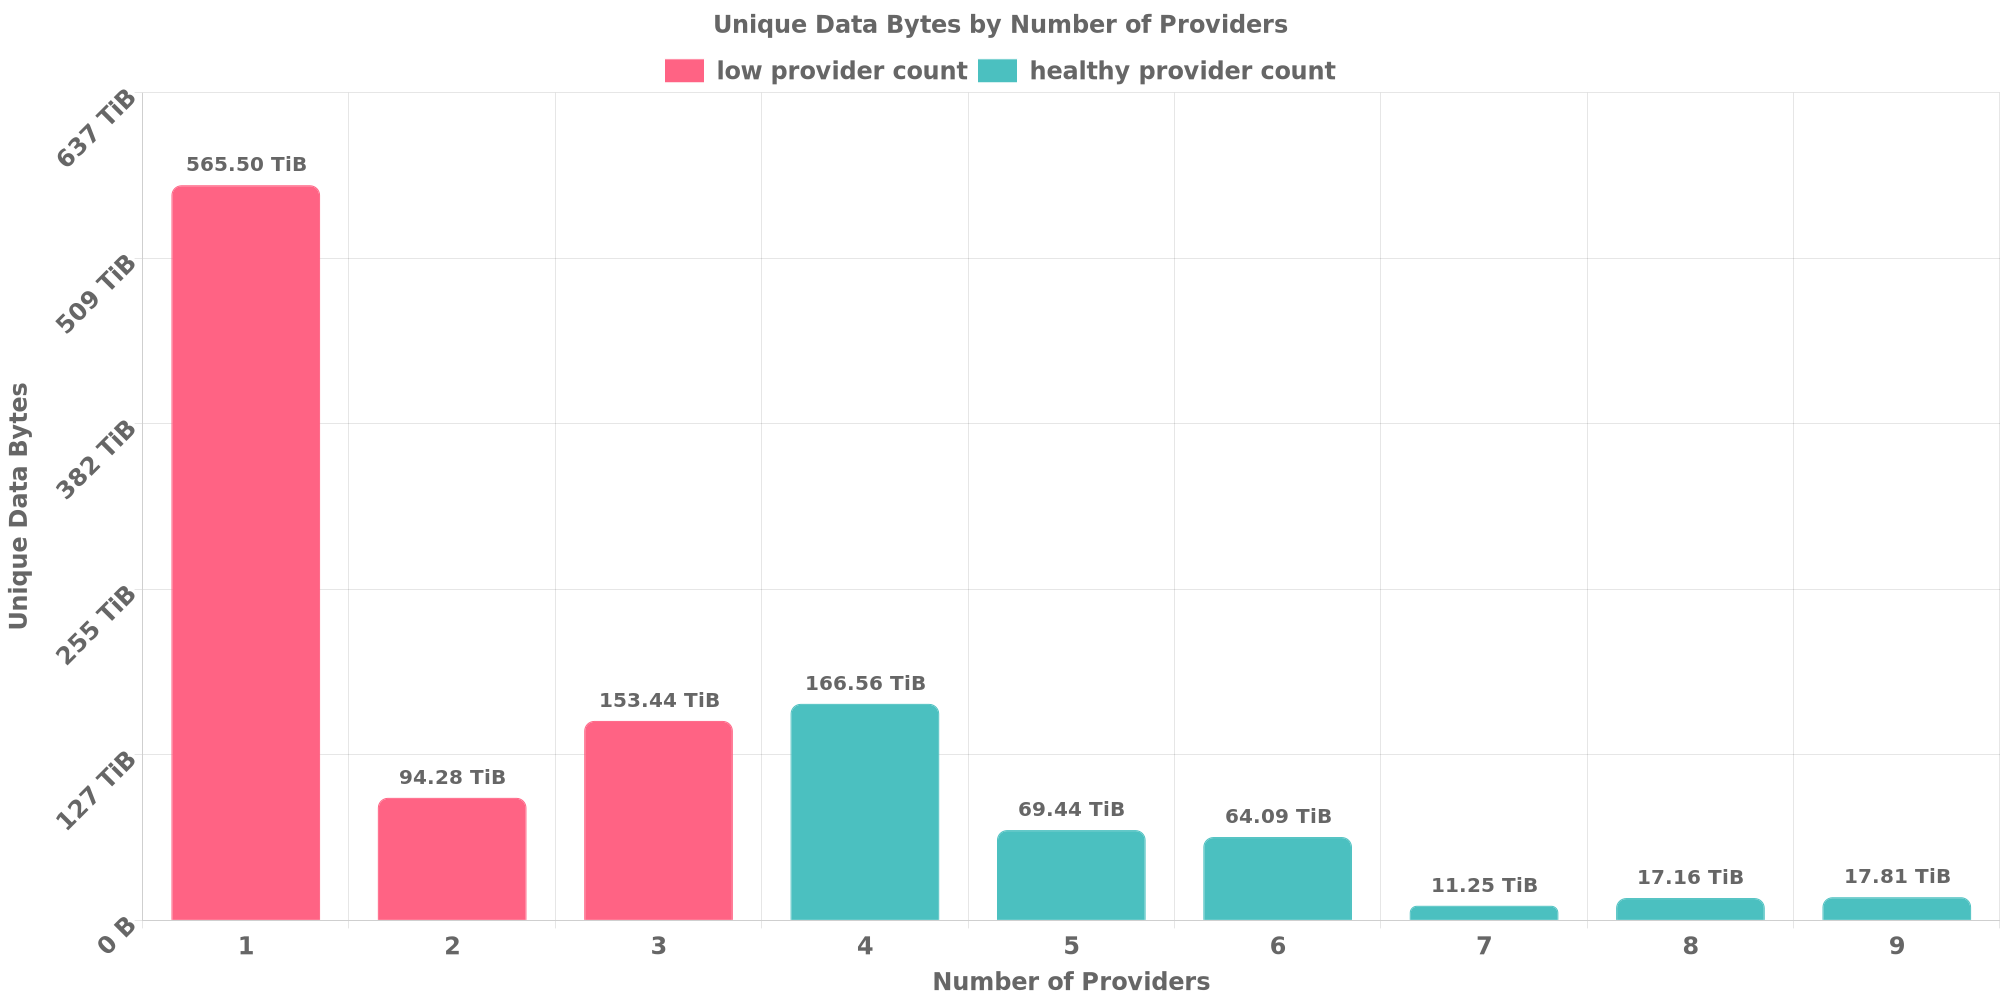 Unique Data Bytes by Number of Providers
low provider count healthy provider count
637 TiB
509 TiB
382 TiB
255 TiB
127 TiB
0 B
Unique Data Bytes
565.50 TiB
94.28 TiB
153.44 TiB
166.56 TiB
69.44 TiB
64.09 TiB
11.25 TiB
17.16 TiB
17.81 TiB
1 2 3 4 5 6 7 8 9
Number of Providers